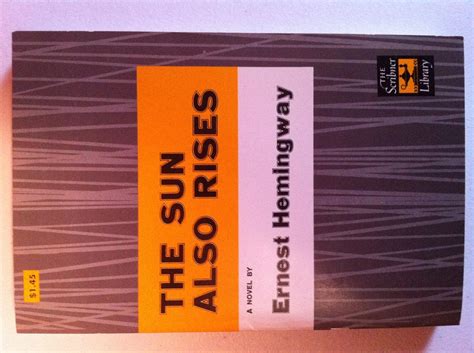 THE
Scribner
Library
THE SUN
ALSO RISES
A NOVEL BY
Ernest Hemingway
$1.45